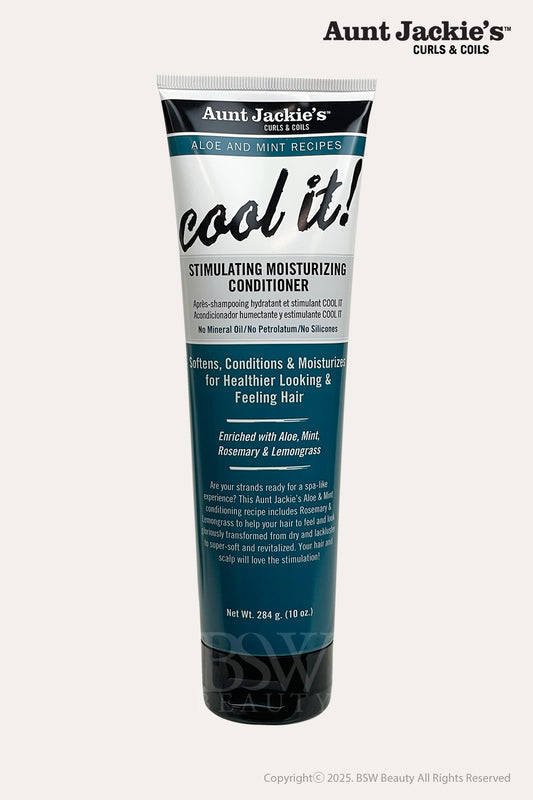 Aunt Jackie's™
CURLS & COILS
Aunt Jackie's™
CURLS & COILS
ALOE AND MINT RECIPES
cool it!
STIMULATING MOISTURIZING
CONDITIONER
Après-shampooing hydratant et stimulant COOL IT
Acondicionador humectante y estimulante COOL IT
No Mineral Oil/No Petrolatum/No Silicones
Softens, Conditions & Moisturizes
for Healthier Looking &
Feeling Hair
Enriched with Aloe, Mint,
Rosemary & Lemongrass
Are your strands ready for a spa-like
experience? This Aunt Jackie's Aloe & Mint
conditioning recipe includes Rosemary &
Lemongrass to help your hair to feel and look
gloriously transformed from dry and lackluster
to super-soft and revitalized. Your hair and
scalp will love the stimulation!
Net Wt. 284 g. (10 oz.)
BSW
BEAUTY
Copyrightⓒ 2025. BSW Beauty All Rights Reserved